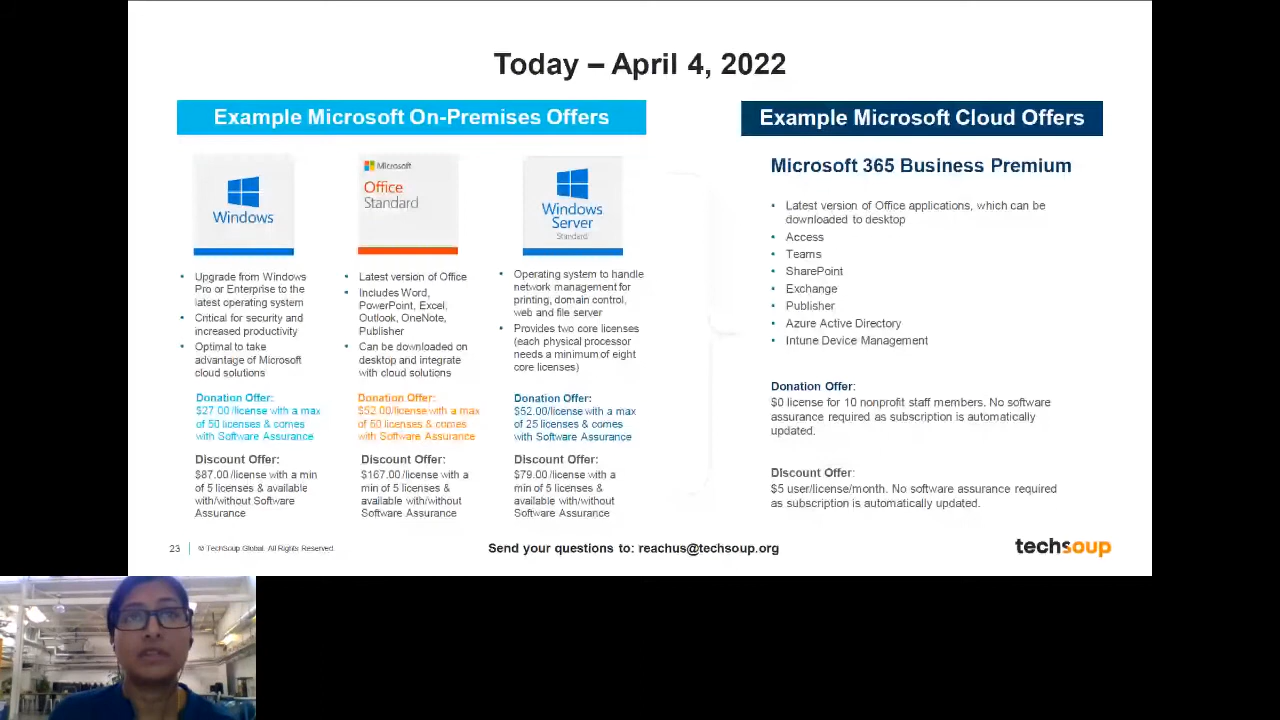 Today – April 4, 2022
Example Microsoft On-Premises Offers
Windows
Microsoft
Office
Standard
Windows
Server
Standard
• Upgrade from Windows
Pro or Enterprise to the
latest operating system
• Critical for security and
increased productivity
• Optimal to take
advantage of Microsoft
cloud solutions
Donation Offer:
$27.00/license with a max
of 50 licenses & comes
with Software Assurance
Discount Offer:
$87.00/license with a min
of 5 licenses & available
with/without Software
Assurance
• Latest version of Office
• Includes Word,
PowerPoint, Excel,
Outlook, OneNote,
Publisher
• Can be downloaded on
desktop and integrate
with cloud solutions
Donation Offer:
$52.00/license with a max
of 50 licenses & comes
with Software Assurance
Discount Offer:
$167.00/license with a
min of 5 licenses &
available with/without
Software Assurance
• Operating system to handle
network management for
printing, domain control,
web and file server
• Provides two core licenses
(each physical processor
needs a minimum of eight
core licenses)
Donation Offer:
$52.00/license with a max
of 25 licenses & comes
with Software Assurance
Discount Offer:
$79.00/license with a
min of 5 licenses &
available with/without
Software Assurance
Example Microsoft Cloud Offers
Microsoft 365 Business Premium
• Latest version of Office applications, which can be
downloaded to desktop
• Access
• Teams
• SharePoint
• Exchange
• Publisher
• Azure Active Directory
• Intune Device Management
Donation Offer:
$0 license for 10 nonprofit staff members. No software
assurance required as subscription is automatically
updated.
Discount Offer:
$5 user/license/month. No software assurance required
as subscription is automatically updated.
23
© TechSoup Global. All Rights Reserved.
Send your questions to: reachus@techsoup.org
techsoup